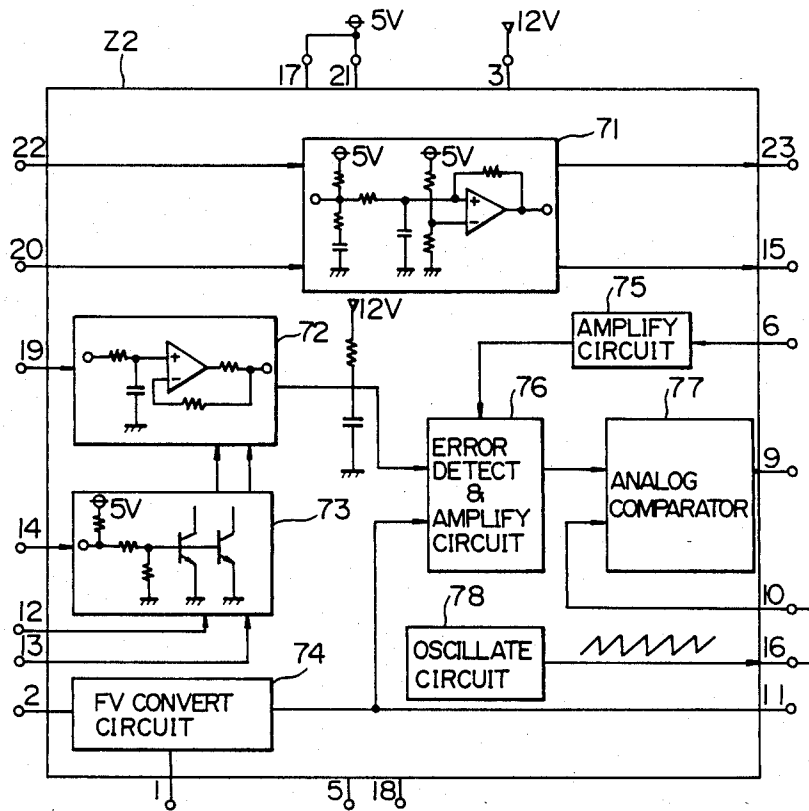 5V
12V
Z2
17
21
3
71
22
5V
5V
23
20
15
12V
75
AMPLIFY
CIRCUIT
6
19
72
76
77
ERROR
DETECT
&
AMPLIFY
CIRCUIT
ANALOG
COMPARATOR
9
5V
73
14
10
12
13
78
OSCILLATE
CIRCUIT
16
74
2
FV CONVERT
CIRCUIT
11
1
5
18